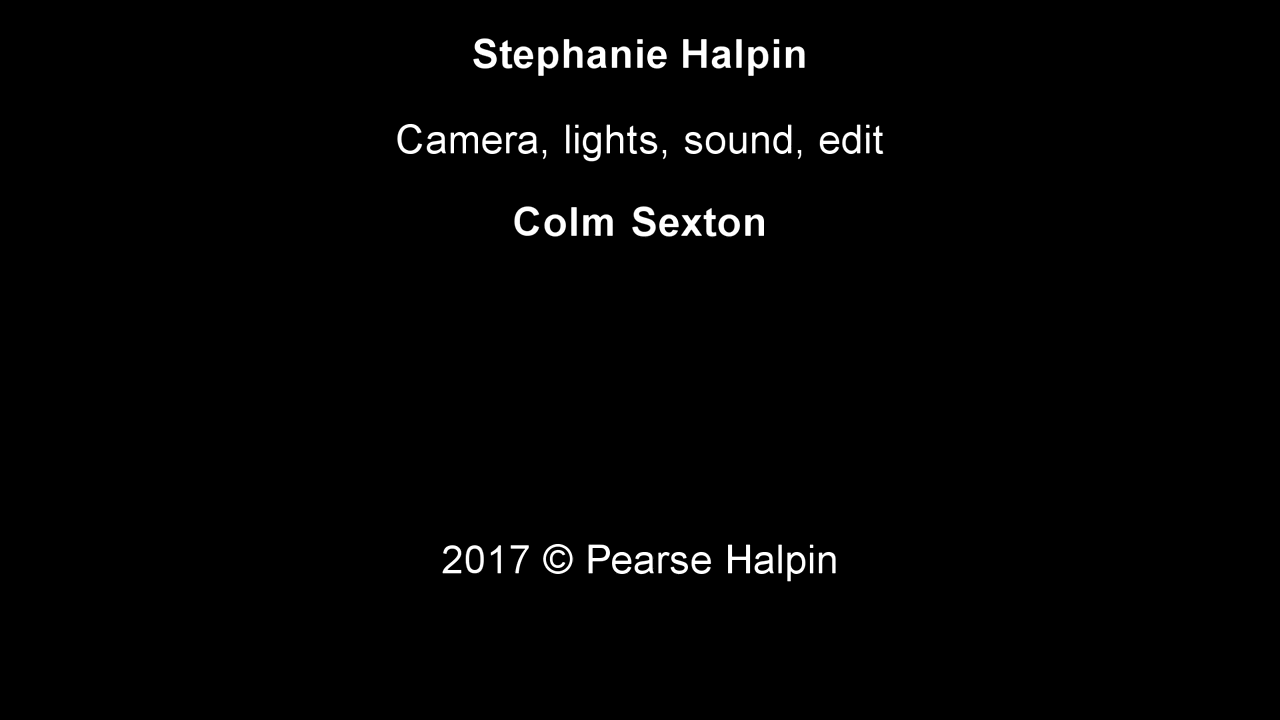 Stephanie Halpin
Camera, lights, sound, edit
Colm Sexton
2017 © Pearse Halpin